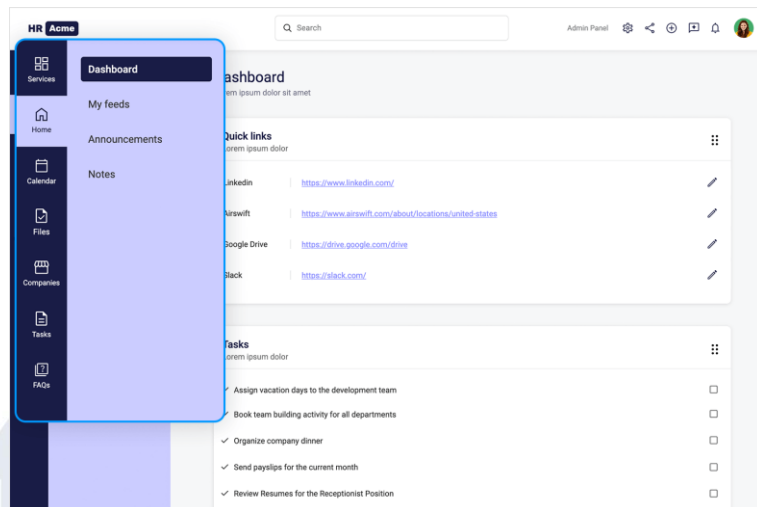 HR Acme
Search
Admin Panel
Services
Home
Calendar
Files
Companies
Tasks
FAQs
Dashboard
My feeds
Announcements
Notes
ashboard
rem ipsum dolor sit amet
Quick links
orem ipsum dolor
Linkedin https://www.linkedin.com/
Airswift https://www.airswift.com/about/locations/united-states
Google Drive https://drive.google.com/drive
Slack https://slack.com/
Tasks
orem ipsum dolor
Assign vacation days to the development team
Book team building activity for all departments
Organize company dinner
Send payslips for the current month
Review Resumes for the Receptionist Position